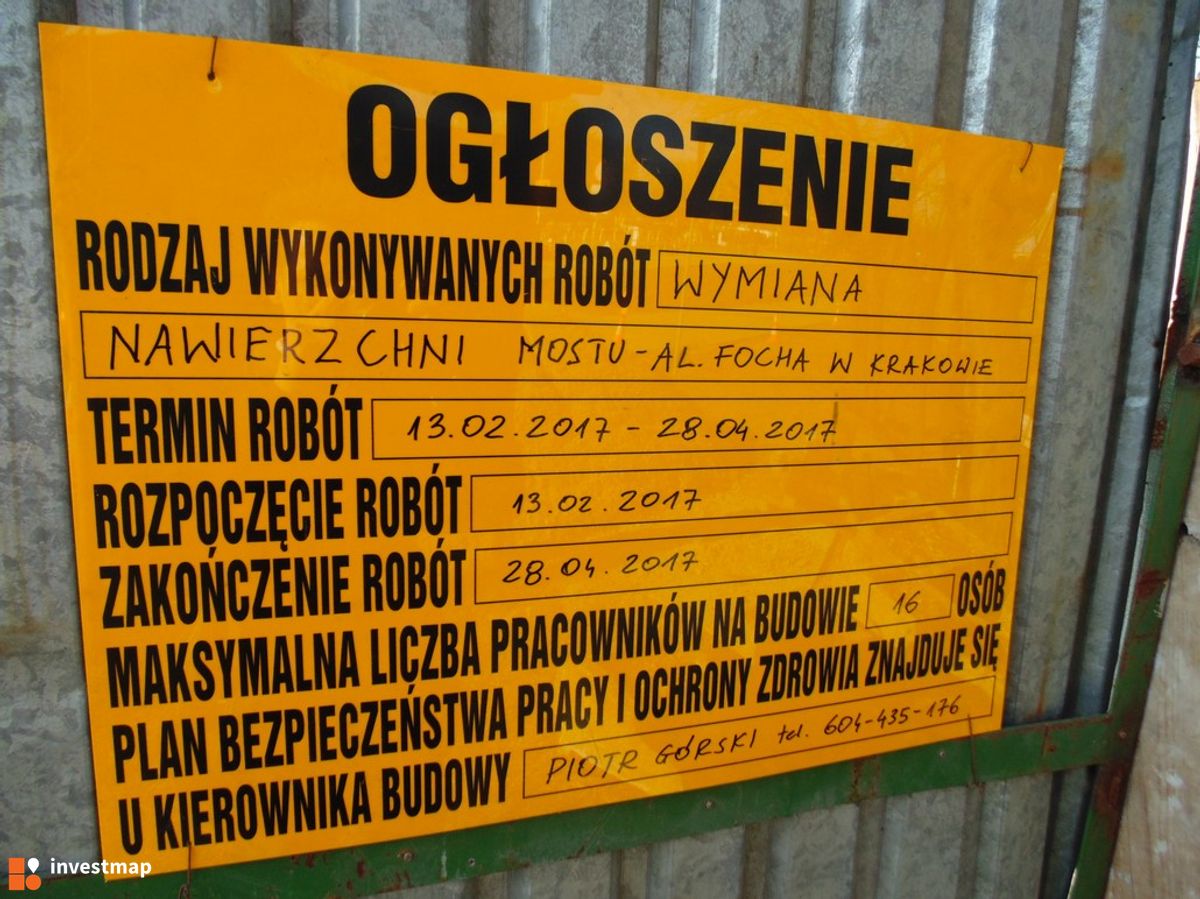 OGŁOSZENIE
RODZAJ WYKONYWANYCH ROBÓT WYMIANA
NAWIERZCHNI MOSTU - AL. FOCHA W KRAKOWIE
TERMIN ROBÓT 13.02.2017 - 28.04.2017
ROZPOCZĘCIE ROBÓT 13.02.2017
ZAKOŃCZENIE ROBÓT 28.04.2017
MAKSYMALNA LICZBA PRACOWNIKÓW NA BUDOWIE 16 OSÓB
PLAN BEZPIECZEŃSTWA PRACY I OCHRONY ZDROWIA ZNAJDUJE SIĘ
U KIEROWNIKA BUDOWY PIOTR GÓRSKI tel. 604-435-176
investmap